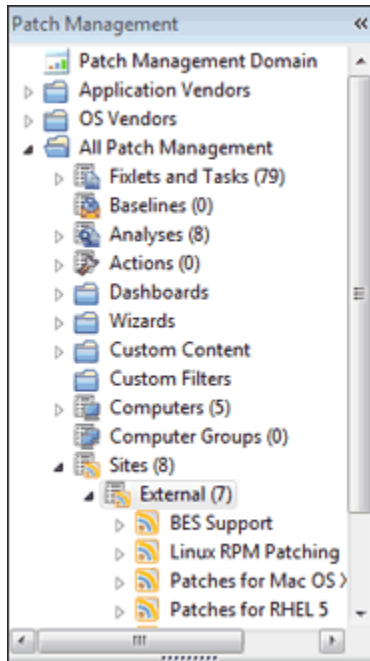 Patch Management «
Patch Management Domain
Application Vendors
OS Vendors
All Patch Management
Fixlets and Tasks (79)
Baselines (0)
Analyses (8)
Actions (0)
Dashboards
Wizards
Custom Content
Custom Filters
Computers (5)
Computer Groups (0)
Sites (8)
External (7)
BES Support
Linux RPM Patching
Patches for Mac OS X
Patches for RHEL 5